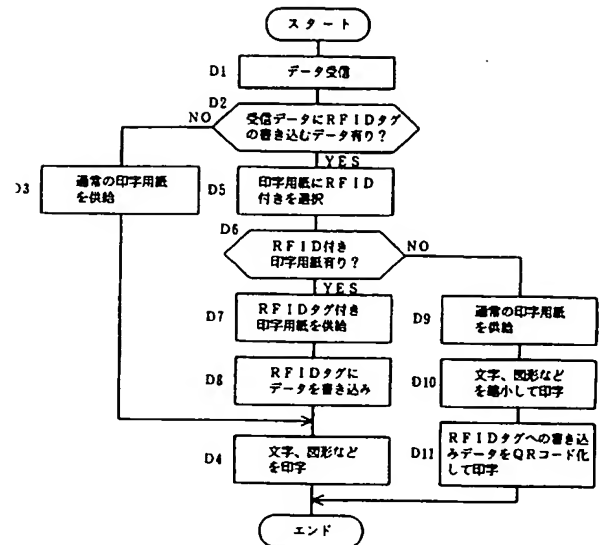 スタート
D1
データ受信
D2
NO
受信データにRFIDタグ
の書き込むデータ有り？
YES
D3
通常の印字用紙
を供給
D5
印字用紙にRFID
付きを選択
D6
RFID付き
印字用紙有り？
NO
YES
D7
RFIDタグ付き
印字用紙を供給
D9
通常の印字用紙
を供給
D8
RFIDタグに
データを書き込み
D10
文字、図形など
を縮小して印字
D4
文字、図形など
を印字
D11
RFIDタグへの書き込
みデータをQRコード化
して印字
エンド